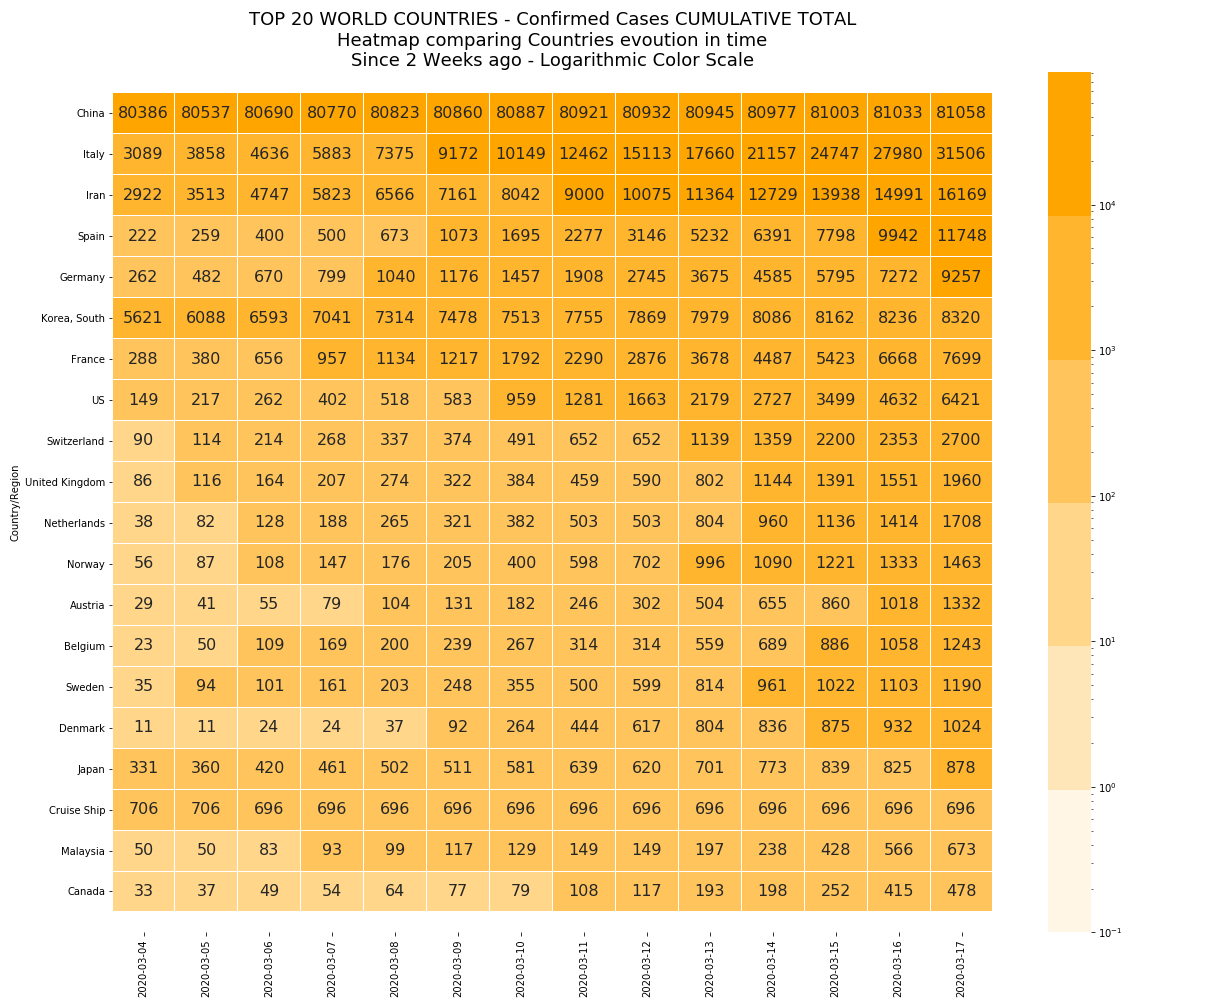 TOP 20 WORLD COUNTRIES - Confirmed Cases CUMULATIVE TOTAL
Heatmap comparing Countries evoution in time
Since 2 Weeks ago - Logarithmic Color Scale
Country/Region
China 80386 80537 80690 80770 80823 80860 80887 80921 80932 80945 80977 81003 81033 81058
Italy 3089 3858 4636 5883 7375 9172 10149 12462 15113 17660 21157 24747 27980 31506
Iran 2922 3513 4747 5823 6566 7161 8042 9000 10075 11364 12729 13938 14991 16169
Spain 222 259 400 500 673 1073 1695 2277 3146 5232 6391 7798 9942 11748
Germany 262 482 670 799 1040 1176 1457 1908 2745 3675 4585 5795 7272 9257
Korea, South 5621 6088 6593 7041 7314 7478 7513 7755 7869 7979 8086 8162 8236 8320
France 288 380 656 957 1134 1217 1792 2290 2876 3678 4487 5423 6668 7699
US 149 217 262 402 518 583 959 1281 1663 2179 2727 3499 4632 6421
Switzerland 90 114 214 268 337 374 491 652 652 1139 1359 2200 2353 2700
United Kingdom 86 116 164 207 274 322 384 459 590 802 1144 1391 1551 1960
Netherlands 38 82 128 188 265 321 382 503 503 804 960 1136 1414 1708
Norway 56 87 108 147 176 205 400 598 702 996 1090 1221 1333 1463
Austria 29 41 55 79 104 131 182 246 302 504 655 860 1018 1332
Belgium 23 50 109 169 200 239 267 314 314 559 689 886 1058 1243
Sweden 35 94 101 161 203 248 355 500 599 814 961 1022 1103 1190
Denmark 11 11 24 24 37 92 264 444 617 804 836 875 932 1024
Japan 331 360 420 461 502 511 581 639 620 701 773 839 825 878
Cruise Ship 706 706 696 696 696 696 696 696 696 696 696 696 696 696
Malaysia 50 50 83 93 99 117 129 149 149 197 238 428 566 673
Canada 33 37 49 54 64 77 79 108 117 193 198 252 415 478
2020-03-04 2020-03-05 2020-03-06 2020-03-07 2020-03-08 2020-03-09 2020-03-10 2020-03-11 2020-03-12 2020-03-13 2020-03-14 2020-03-15 2020-03-16 2020-03-17
10⁴
10³
10²
10¹
10⁰
10⁻¹